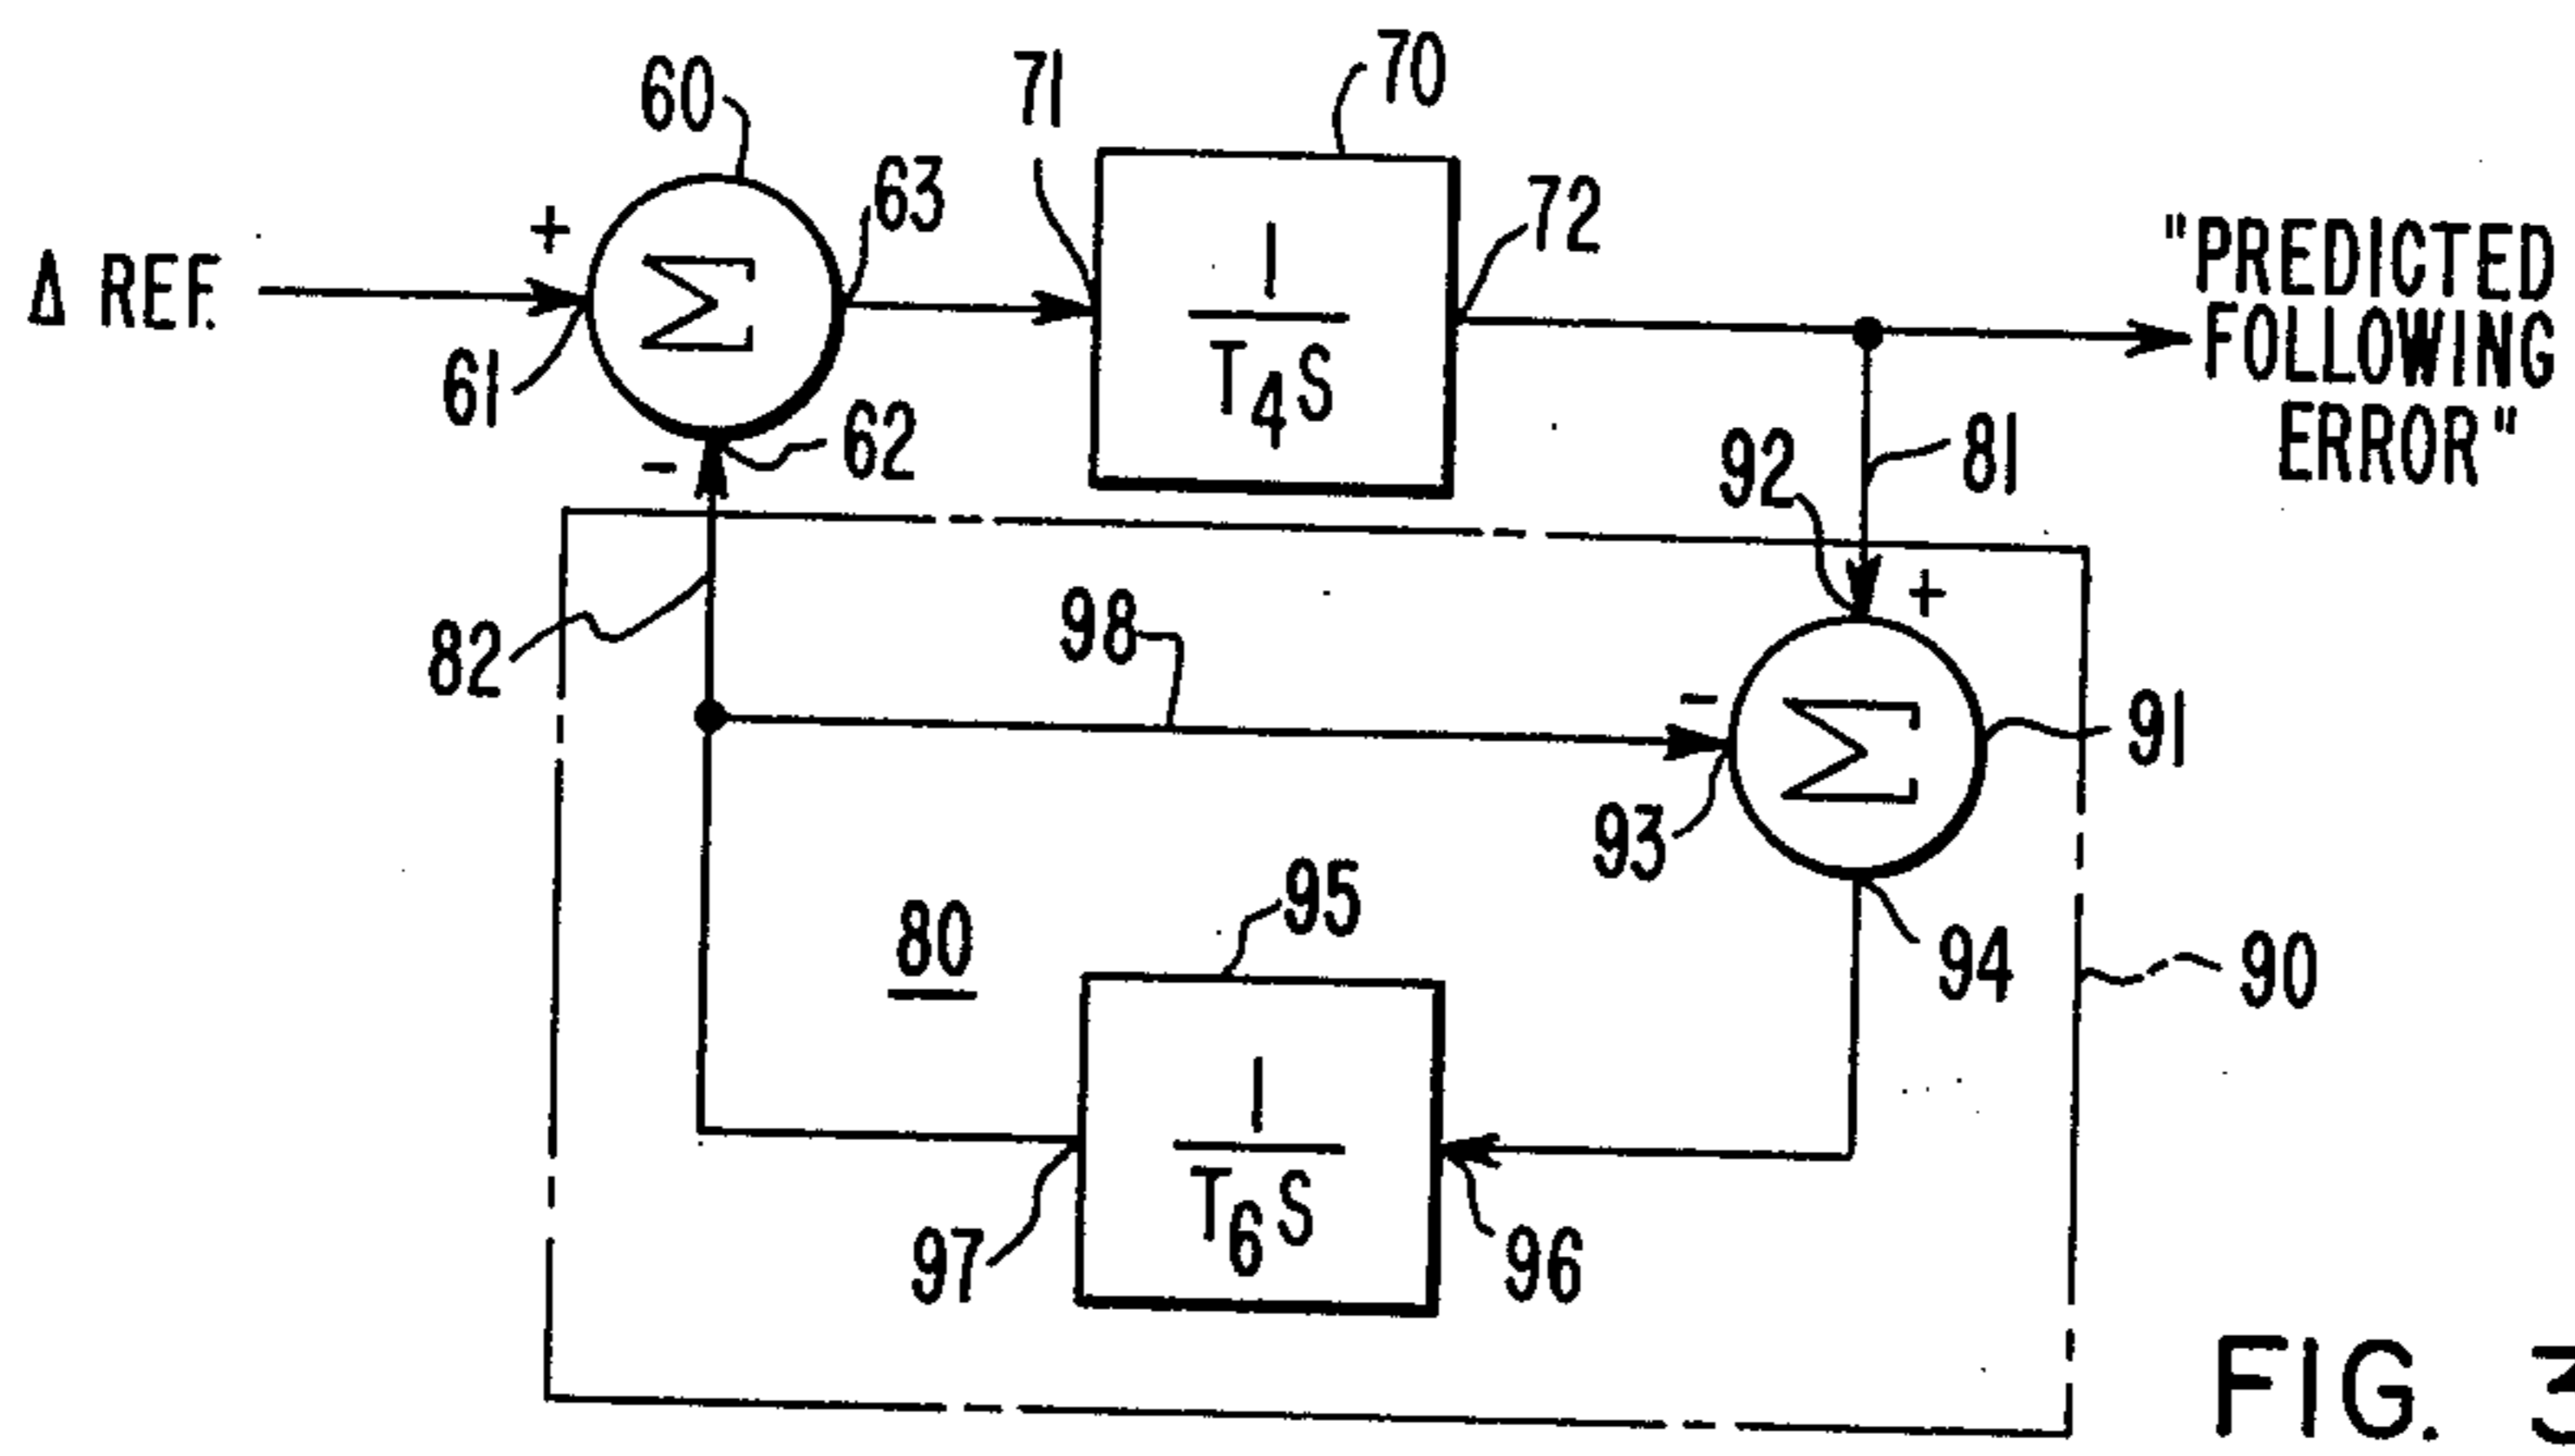 60
71
70
63
72
+
Δ REF.
Σ
1
T4S
"PREDICTED
FOLLOWING
ERROR"
61
62
-
92
81
+
82
98
-
Σ
91
93
95
80
94
90
1
T6S
97
96
FIG. 3